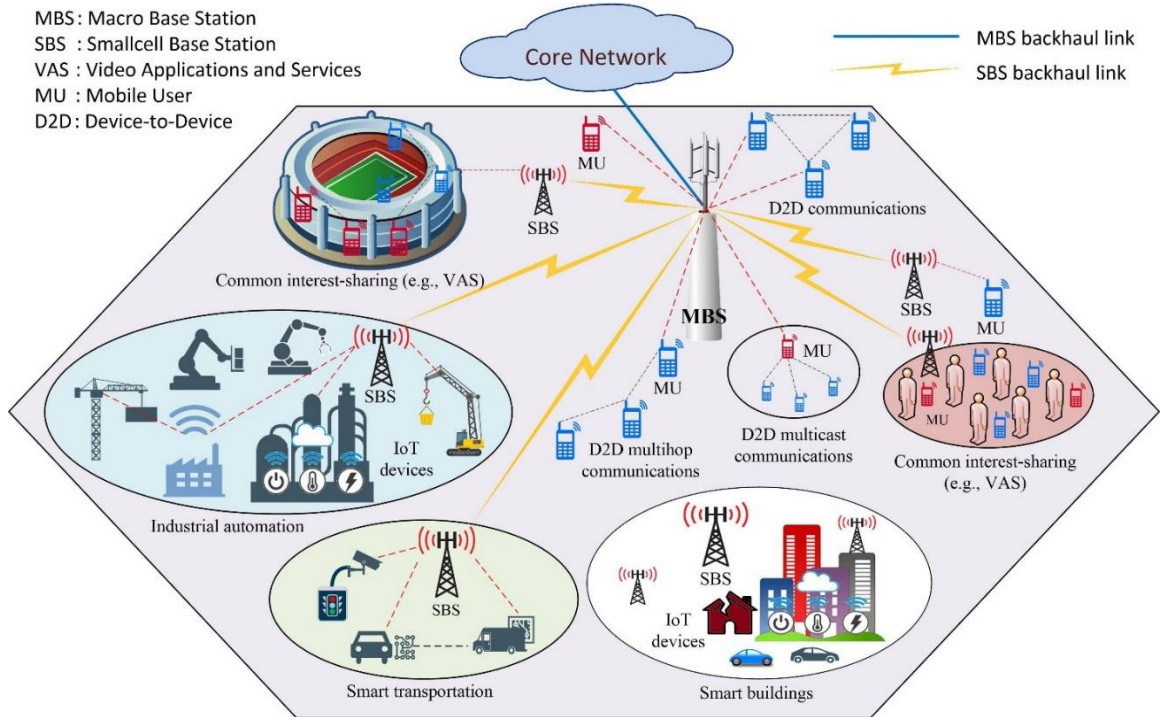 MBS : Macro Base Station
SBS : Smallcell Base Station
VAS : Video Applications and Services
MU : Mobile User
D2D : Device-to-Device
Core Network
MBS backhaul link
SBS backhaul link
MU
SBS
D2D communications
Common interest-sharing (e.g., VAS)
MBS
SBS
MU
SBS
IoT
devices
Industrial automation
MU
D2D multihop
communications
MU
D2D multicast
communications
MU
Common interest-sharing
(e.g., VAS)
SBS
Smart transportation
SBS
IoT
devices
Smart buildings